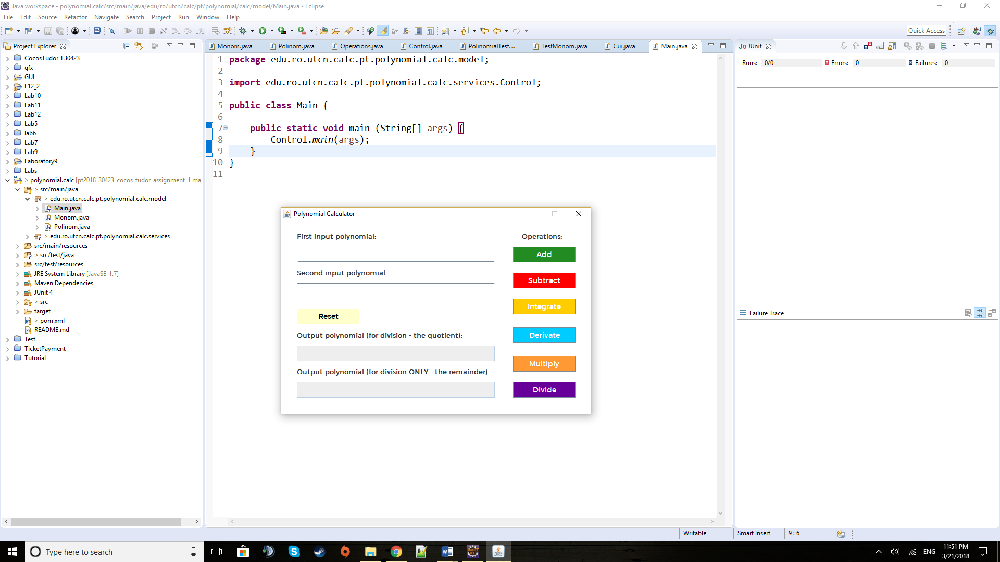 Java workspace - polynomial.calc/src/main/java/edu/ro/utcn/calc/pt/polynomial/calc/model/Main.java - Eclipse
File Edit Source Refactor Navigate Search Project Run Window Help
Quick Access
Project Explorer
CocosTudor_E30423
gfx
GUI
L12_2
Lab10
Lab11
Lab12
Lab5
lab6
Lab7
Lab9
Laboratory9
Labs
> polynomial.calc [pt2018_30423_cocos_tudor_assignment_1 ma
> src/main/java
> edu.ro.utcn.calc.pt.polynomial.calc.model
Main.java
Monom.java
Polinom.java
> edu.ro.utcn.calc.pt.polynomial.calc.services
src/main/resources
> src/test/java
src/test/resources
JRE System Library [JavaSE-1.7]
Maven Dependencies
JUnit 4
> src
target
> pom.xml
README.md
Test
TicketPayment
Tutorial
Monom.java Polinom.java Operations.java Control.java PolinomialTest.... TestMonom.java Gui.java Main.java
1 package edu.ro.utcn.calc.pt.polynomial.calc.model;
2
3 import edu.ro.utcn.calc.pt.polynomial.calc.services.Control;
4
5 public class Main {
6
7 public static void main (String[] args) {
8 Control.main(args);
9 }
10 }
11
Polynomial Calculator
First input polynomial:
Second input polynomial:
Reset
Output polynomial (for division - the quotient):
Output polynomial (for division ONLY - the remainder):
Operations:
Add
Subtract
Integrate
Derivate
Multiply
Divide
JUnit
Runs: 0/0 Errors: 0 Failures: 0
Failure Trace
Writable Smart Insert 9 : 6
Type here to search
ENG
11:51 PM
3/21/2018